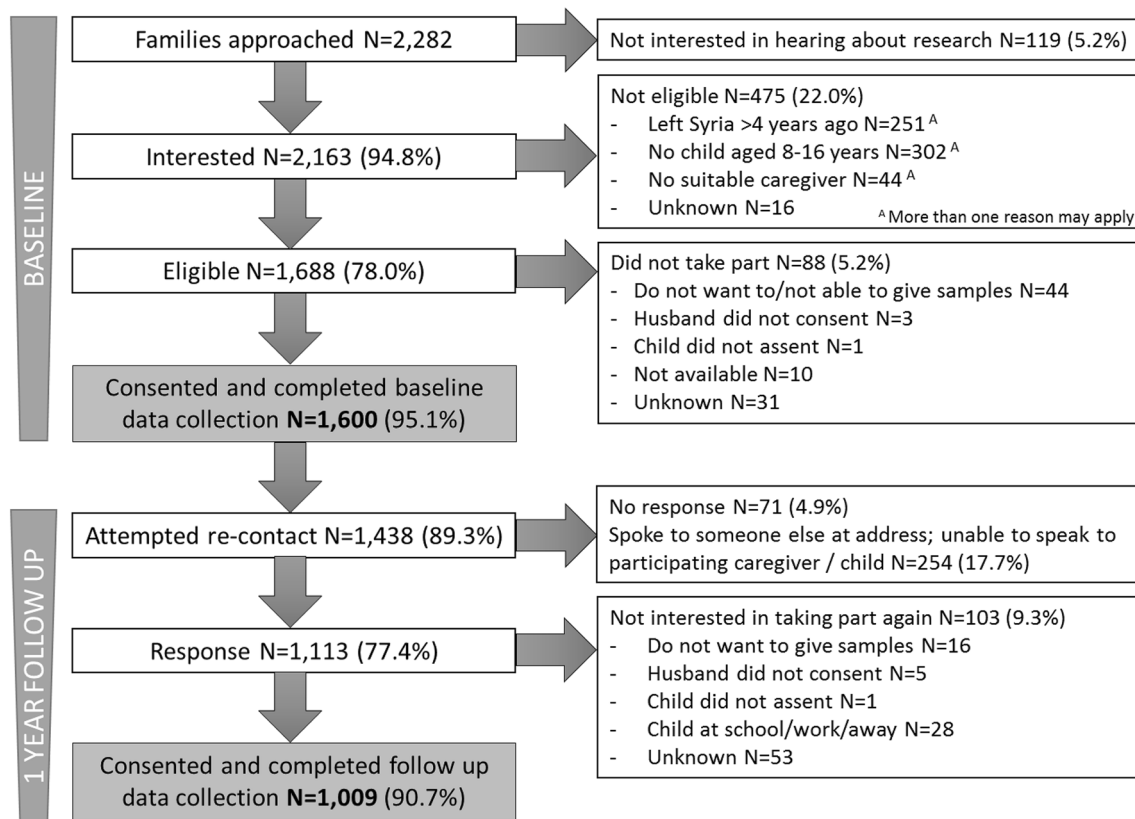 BASELINE
Families approached N=2,282
Not interested in hearing about research N=119 (5.2%)
Interested N=2,163 (94.8%)
Not eligible N=475 (22.0%)
- Left Syria >4 years ago N=251 A
- No child aged 8-16 years N=302 A
- No suitable caregiver N=44 A
- Unknown N=16
A More than one reason may apply
Eligible N=1,688 (78.0%)
Did not take part N=88 (5.2%)
- Do not want to/not able to give samples N=44
- Husband did not consent N=3
- Child did not assent N=1
- Not available N=10
- Unknown N=31
Consented and completed baseline
data collection N=1,600 (95.1%)
1 YEAR FOLLOW UP
Attempted re-contact N=1,438 (89.3%)
No response N=71 (4.9%)
Spoke to someone else at address; unable to speak to
participating caregiver / child N=254 (17.7%)
Response N=1,113 (77.4%)
Not interested in taking part again N=103 (9.3%)
- Do not want to give samples N=16
- Husband did not consent N=5
- Child did not assent N=1
- Child at school/work/away N=28
- Unknown N=53
Consented and completed follow up
data collection N=1,009 (90.7%)